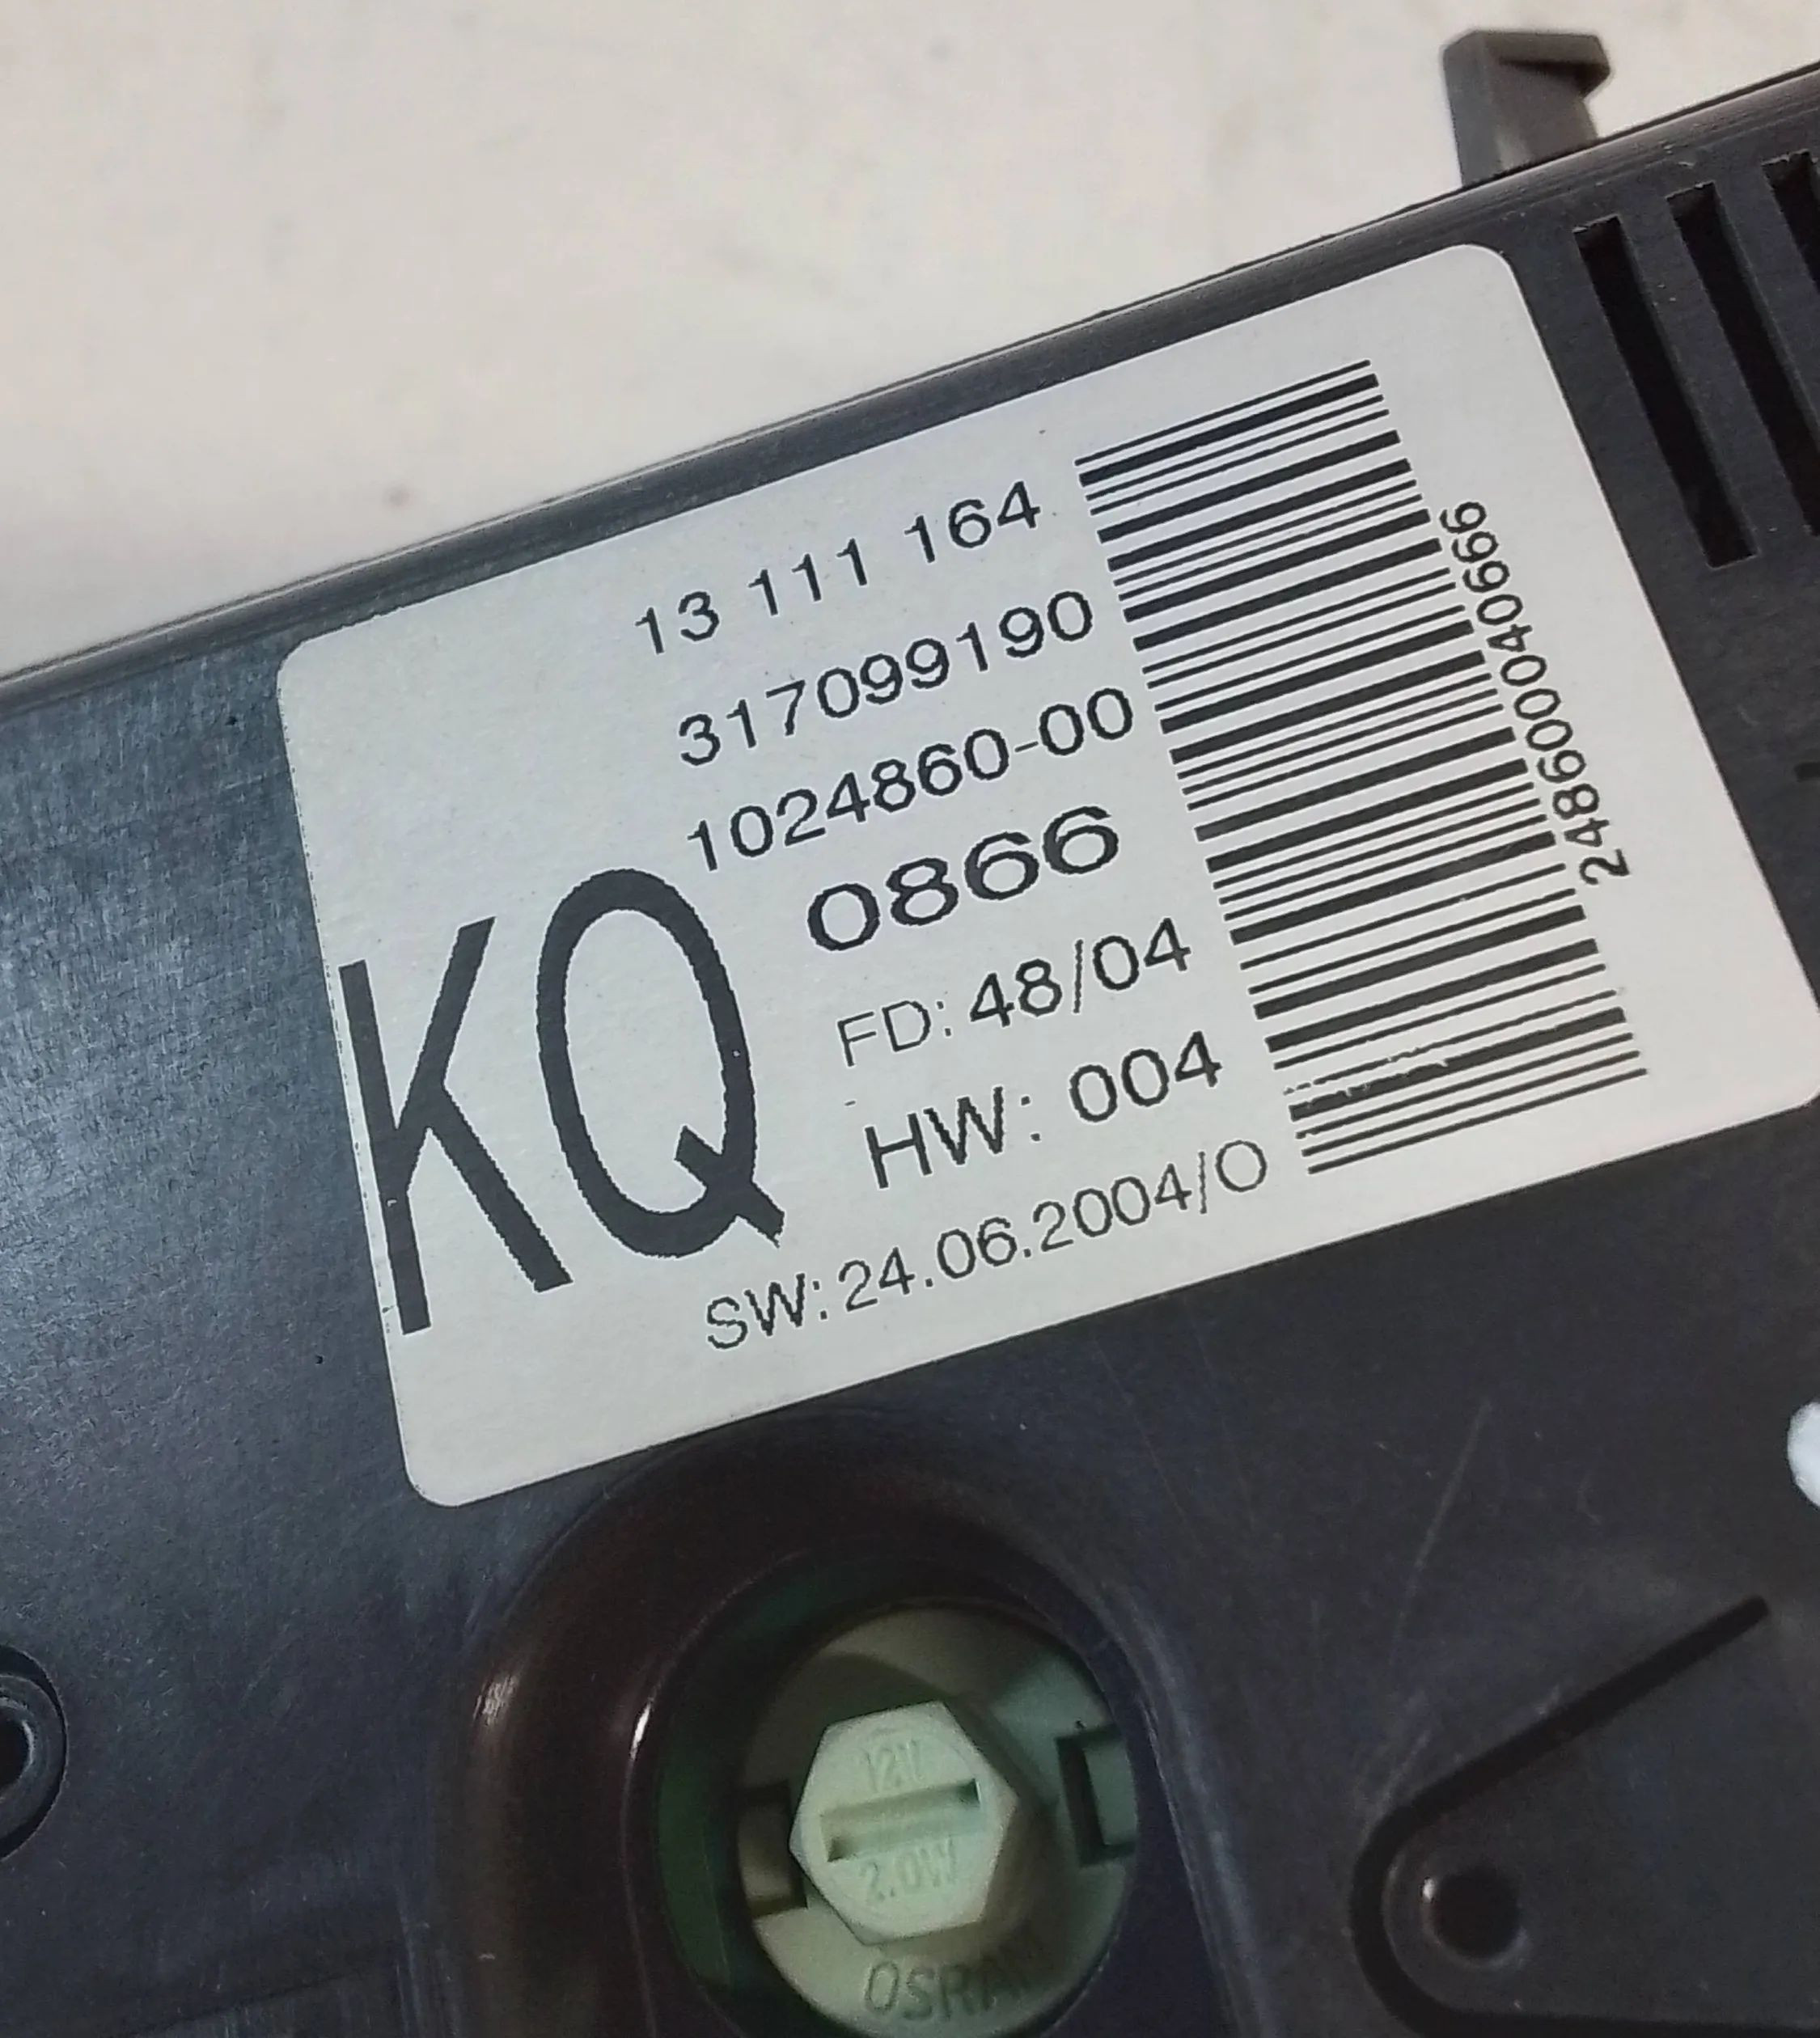 13 111 164
317099190
1024860-00
KQ
0866
FD: 48/04
HW: 004
SW: 24.06.2004/O
2486000040666
12V
2.0W
OSRAM